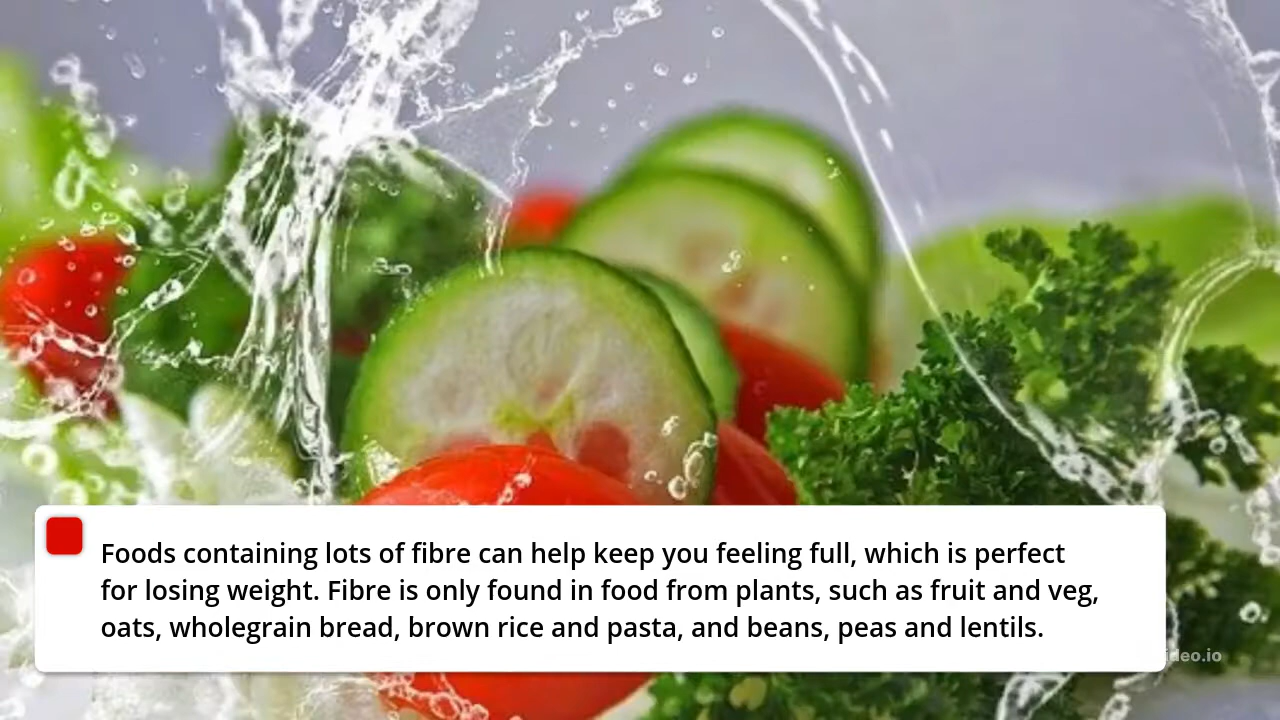 Foods containing lots of fibre can help keep you feeling full, which is perfect
for losing weight. Fibre is only found in food from plants, such as fruit and veg,
oats, wholegrain bread, brown rice and pasta, and beans, peas and lentils.
ideo.io